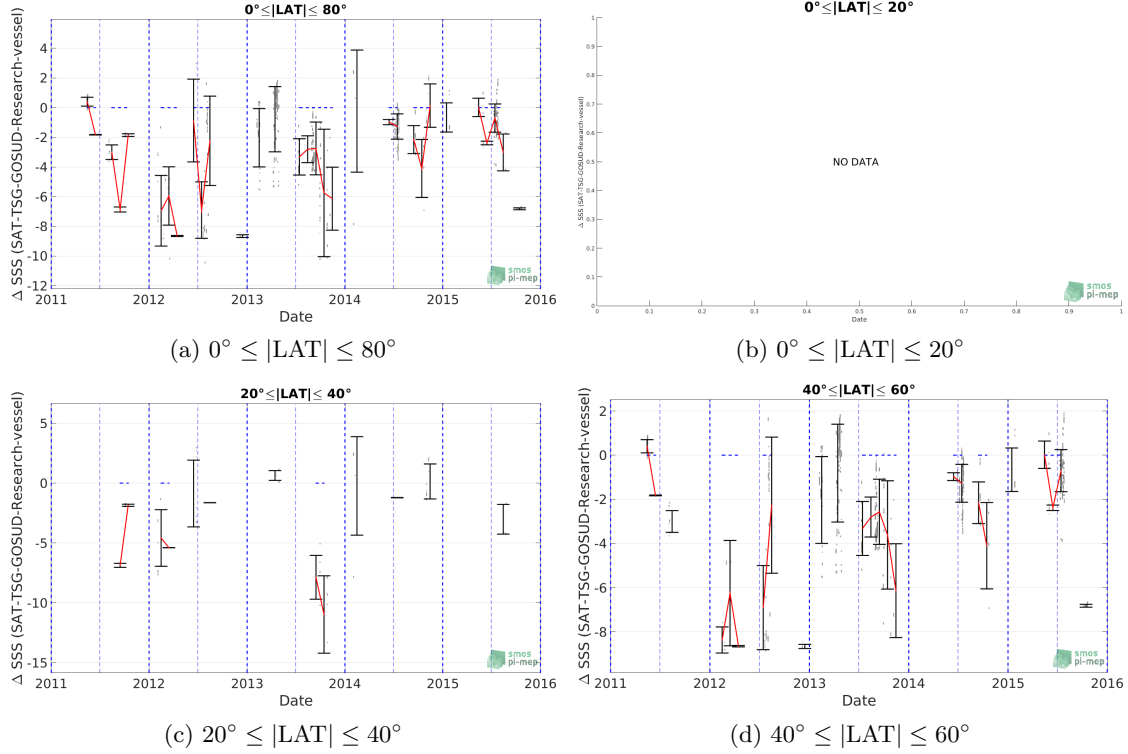 0°≤|LAT|≤ 80°
Δ SSS (SAT-TSG-GOSUD-Research-vessel)
4
2
0
-2
-4
-6
-8
-10
-12
2011 2012 2013 2014 2015 2016
Date
smos
pi-mep
(a) 0° ≤ |LAT| ≤ 80°
0°≤|LAT|≤ 20°
Δ SSS (SAT-TSG-GOSUD-Research-vessel)
1
0.9
0.8
0.7
0.6
0.5
0.4
0.3
0.2
0.1
0
NO DATA
0 0.1 0.2 0.3 0.4 0.5 0.6 0.7 0.8 0.9 1
Date
smos
pi-mep
(b) 0° ≤ |LAT| ≤ 20°
20°≤|LAT|≤ 40°
Δ SSS (SAT-TSG-GOSUD-Research-vessel)
5
0
-5
-10
-15
2011 2012 2013 2014 2015 2016
Date
smos
pi-mep
(c) 20° ≤ |LAT| ≤ 40°
40°≤|LAT|≤ 60°
Δ SSS (SAT-TSG-GOSUD-Research-vessel)
2
0
-2
-4
-6
-8
2011 2012 2013 2014 2015 2016
Date
smos
pi-mep
(d) 40° ≤ |LAT| ≤ 60°